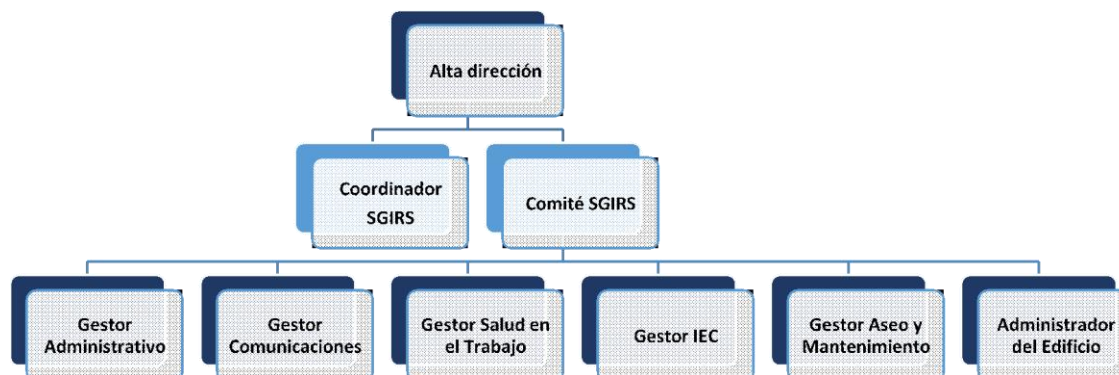 Alta dirección
Coordinador
SGIRS
Comité SGIRS
Gestor
Administrativo
Gestor
Comunicaciones
Gestor Salud en
el Trabajo
Gestor IEC
Gestor Aseo y
Mantenimiento
Administrador
del Edificio